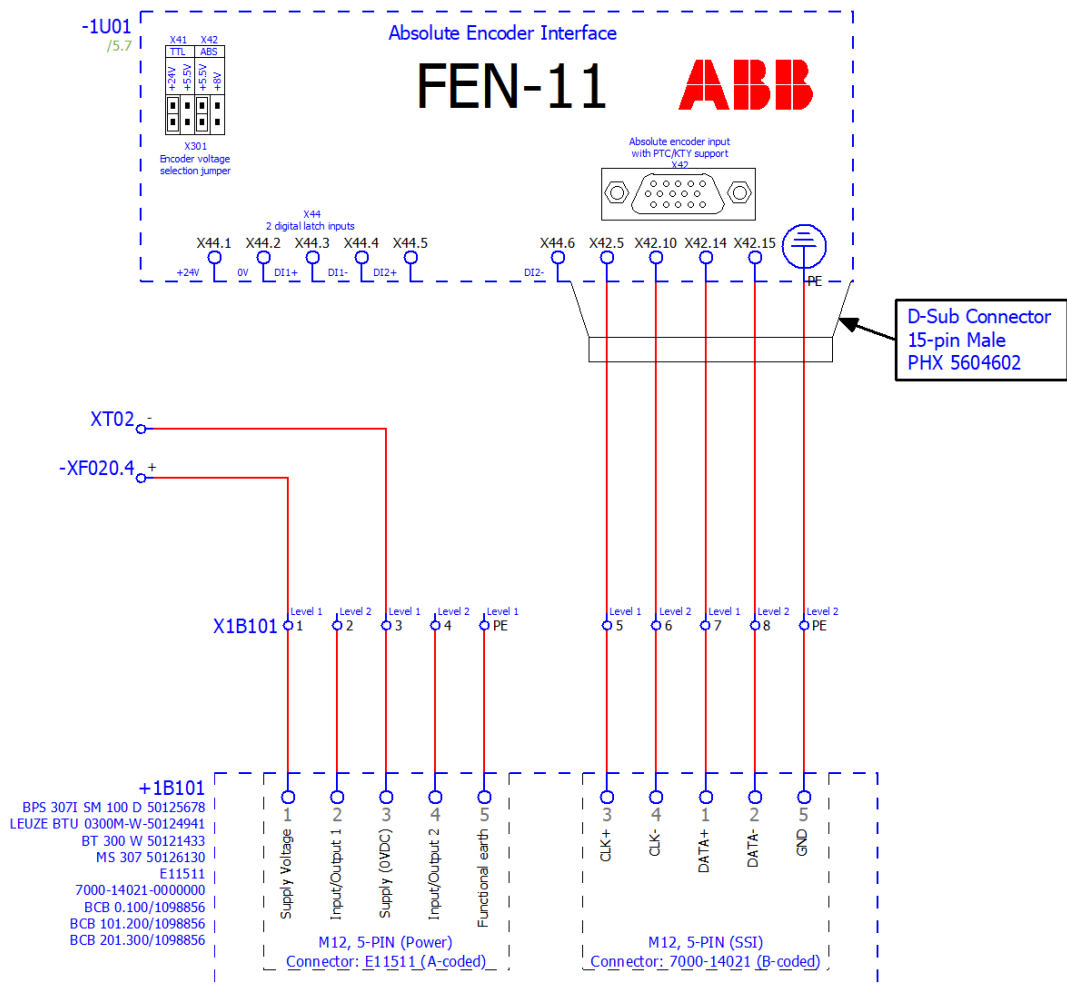 -1U01
/5.7
X41 X42
TTL ABS
+24V
+5.5V
+5.5V
+8V
X301
Encoder voltage
selection jumper
Absolute Encoder Interface
FEN-11
ABB
Absolute encoder input
with PTC/KTY support
X42
X44
2 digital latch inputs
X44.1 X44.2 X44.3 X44.4 X44.5 X44.6 X42.5 X42.10 X42.14 X42.15
+24V 0V DI1+ DI1- DI2+ DI2- PE
D-Sub Connector
15-pin Male
PHX 5604602
XT02 -
-XF020.4 +
Level 1 Level 2 Level 1 Level 2 Level 1 Level 1 Level 2 Level 1 Level 2 Level 2
X1B101 1 2 3 4 PE 5 6 7 8 PE
+1B101
BPS 307I SM 100 D 50125678
LEUZE BTU 0300M-W-50124941
BT 300 W 50121433
MS 307 50126130
E11511
7000-14021-0000000
BCB 0.100/1098856
BCB 101.200/1098856
BCB 201.300/1098856
1 2 3 4 5
Supply Voltage
Input/Output 1
Supply (0VDC)
Input/Output 2
Functional earth
M12, 5-PIN (Power)
Connector: E11511 (A-coded)
3 4 1 2 5
CLK+
CLK-
DATA+
DATA-
GND
M12, 5-PIN (SSI)
Connector: 7000-14021 (B-coded)